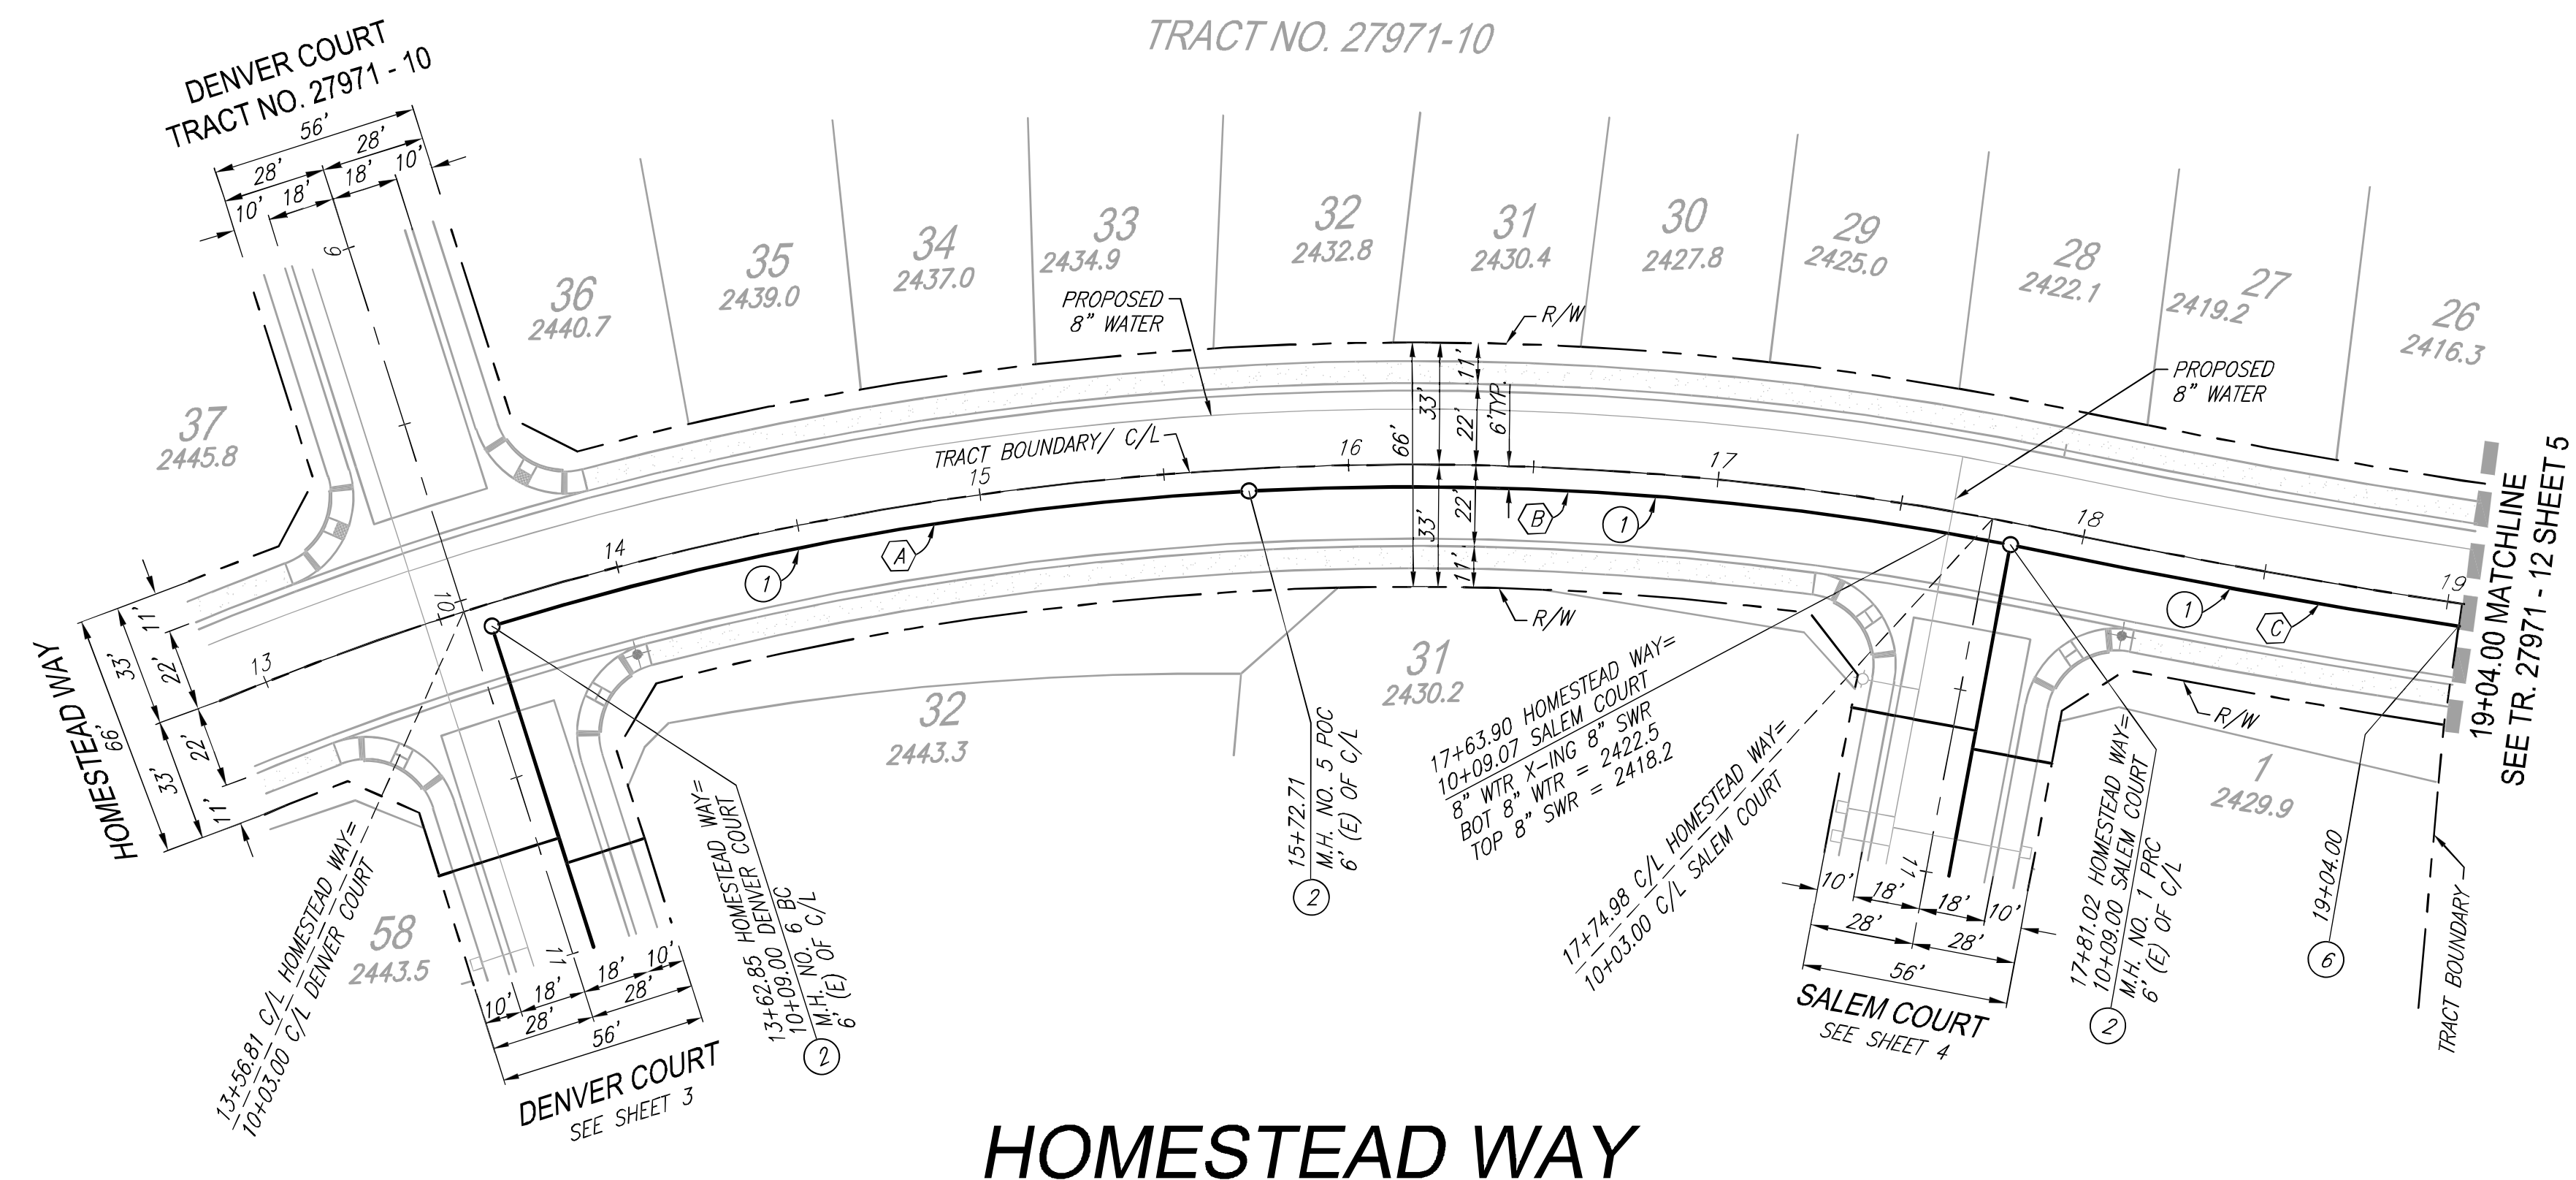 TRACT NO. 27971-10
DENVER COURT
TRACT NO. 27971 - 10
56'
28'
28'
18'
18'
10'
10'
9
36
2440.7
35
2439.0
34
2437.0
33
2434.9
32
2432.8
31
2430.4
30
2427.8
29
2425.0
28
2422.1
27
2419.2
26
2416.3
37
2445.8
PROPOSED
8" WATER
R/W
PROPOSED
8" WATER
TRACT BOUNDARY/ C/L
66'
33'
33'
11'
22'
22'
11'
6'TYP.
13
14
15
16
17
18
19
10
A
1
B
1
1
C
19+04.00 MATCHLINE
SEE TR. 27971 - 12 SHEET 5
HOMESTEAD WAY
66'
33'
33'
11'
22'
22'
11'
R/W
R/W
32
2443.3
31
2430.2
1
2429.9
58
2443.5
13+56.81 C/L HOMESTEAD WAY=
10+03.00 C/L DENVER COURT
13+62.85 HOMESTEAD WAY=
10+09.00 DENVER COURT
M.H. NO. 6 BC
6' (E) OF C/L
2
15+72.71
M.H. NO. 5 POC
6' (E) OF C/L
2
17+63.90 HOMESTEAD WAY=
10+09.07 SALEM COURT
8" WTR X-ING 8" SWR
BOT 8" WTR = 2422.5
TOP 8" SWR = 2418.2
17+74.98 C/L HOMESTEAD WAY=
10+03.00 C/L SALEM COURT
17+81.02 HOMESTEAD WAY=
10+09.00 SALEM COURT
M.H. NO. 1 PRC
6' (E) OF C/L
2
19+04.00
6
TRACT BOUNDARY
11
10'
18'
18'
10'
28'
28'
56'
DENVER COURT
SEE SHEET 3
11
10'
18'
18'
10'
28'
28'
56'
SALEM COURT
SEE SHEET 4
HOMESTEAD WAY